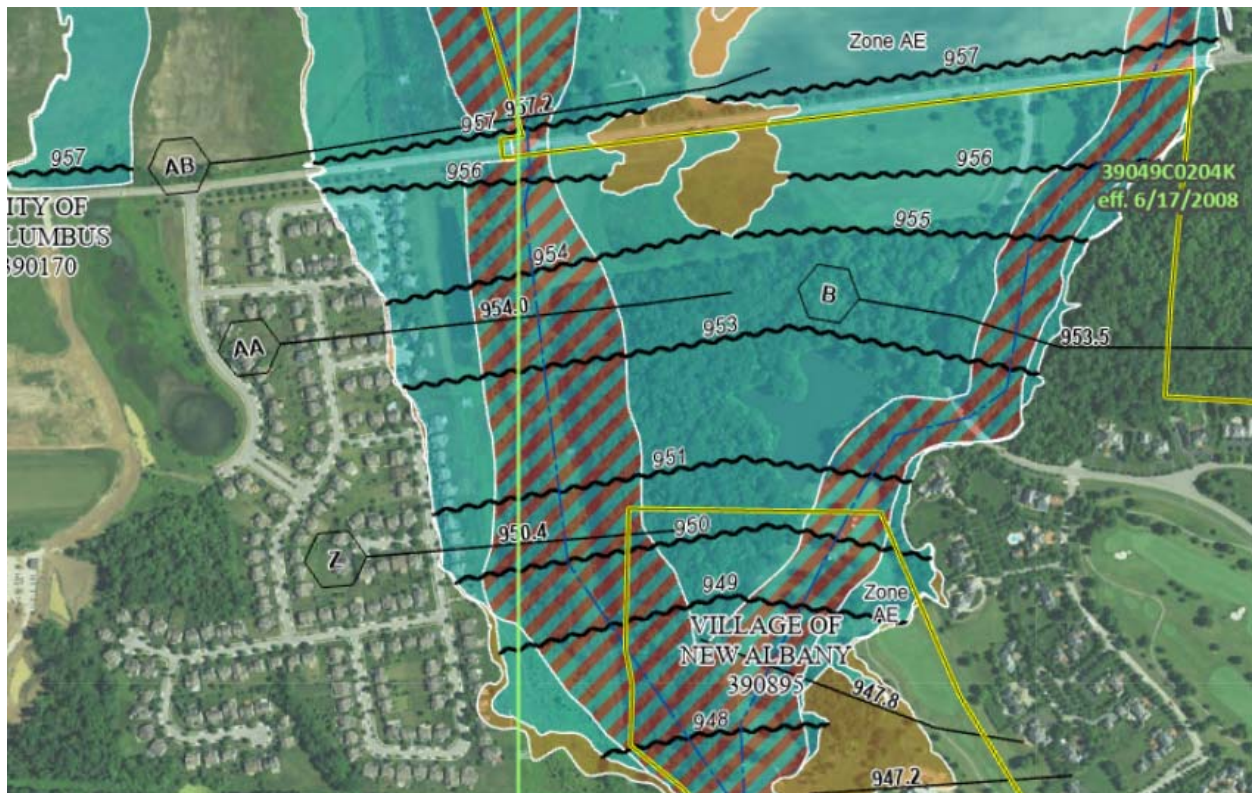 Zone AE
957
957.2
957
957
AB
956
956
39049C0204K
eff. 6/17/2008
ITY OF
LUMBUS
390170
955
954
B
954.0
953
AA
953.5
951
950.4
950
Z
949
Zone
AE
VILLAGE OF
NEW ALBANY
390895
947.8
948
947.2